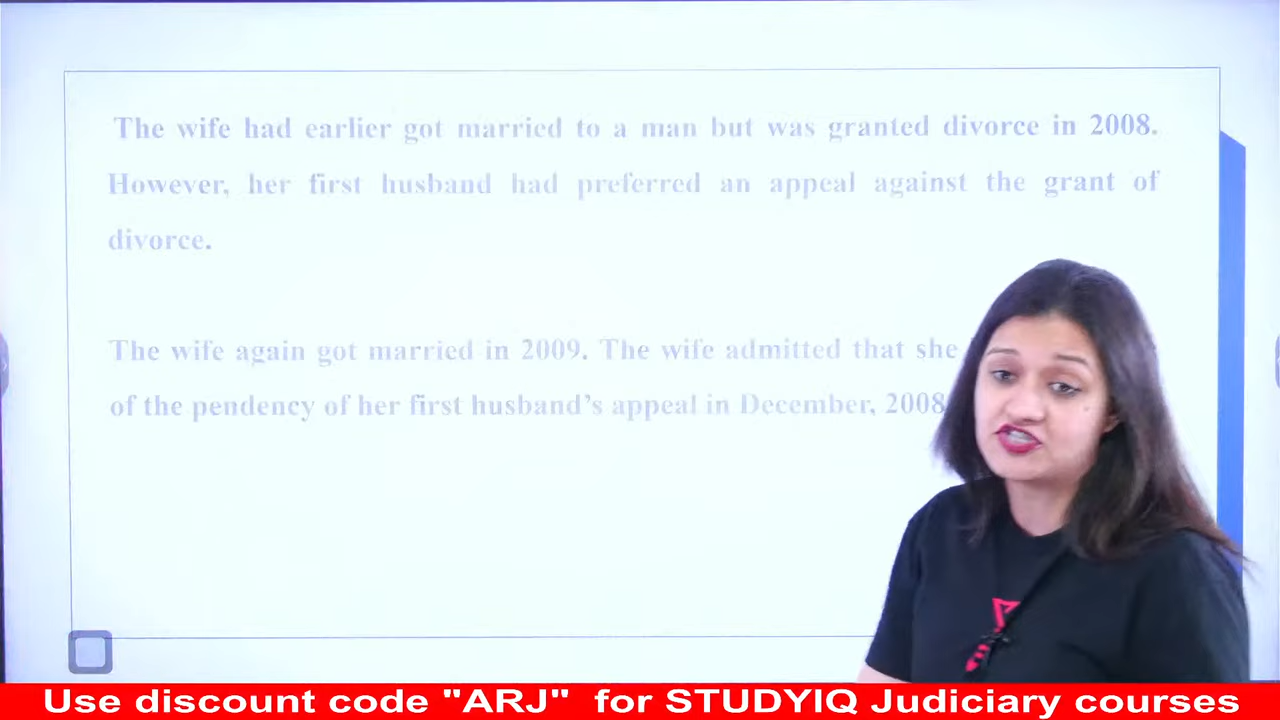 The wife had earlier got married to a man but was granted divorce in 2008.
However, her first husband had preferred an appeal against the grant of
divorce.
The wife again got married in 2009. The wife admitted that she
of the pendency of her first husband's appeal in December, 2008
Use discount code "ARJ" for STUDYIQ Judiciary courses